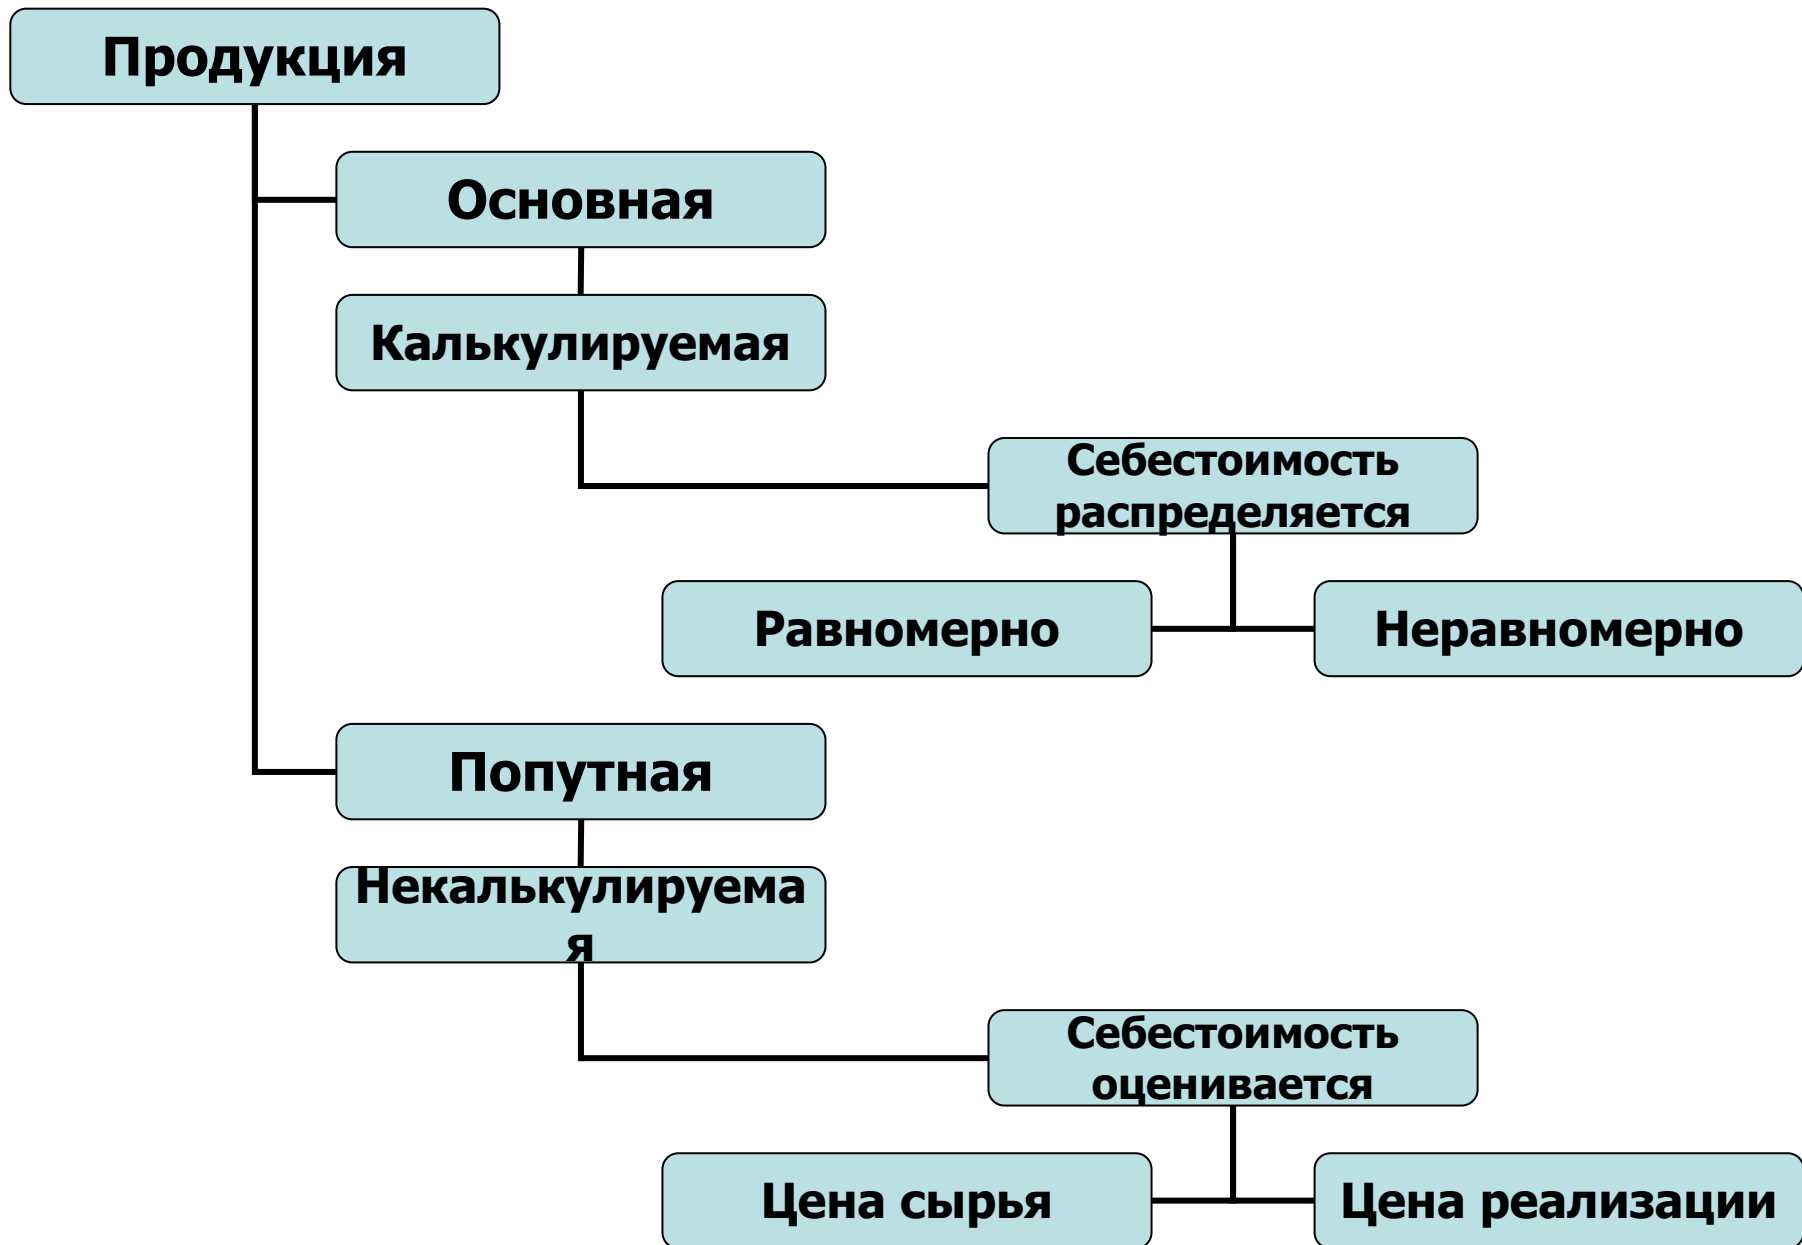 Продукция
Основная
Калькулируемая
Себестоимость
распределяется
Равномерно
Неравномерно
Попутная
Некалькулируема
я
Себестоимость
оценивается
Цена сырья
Цена реализации